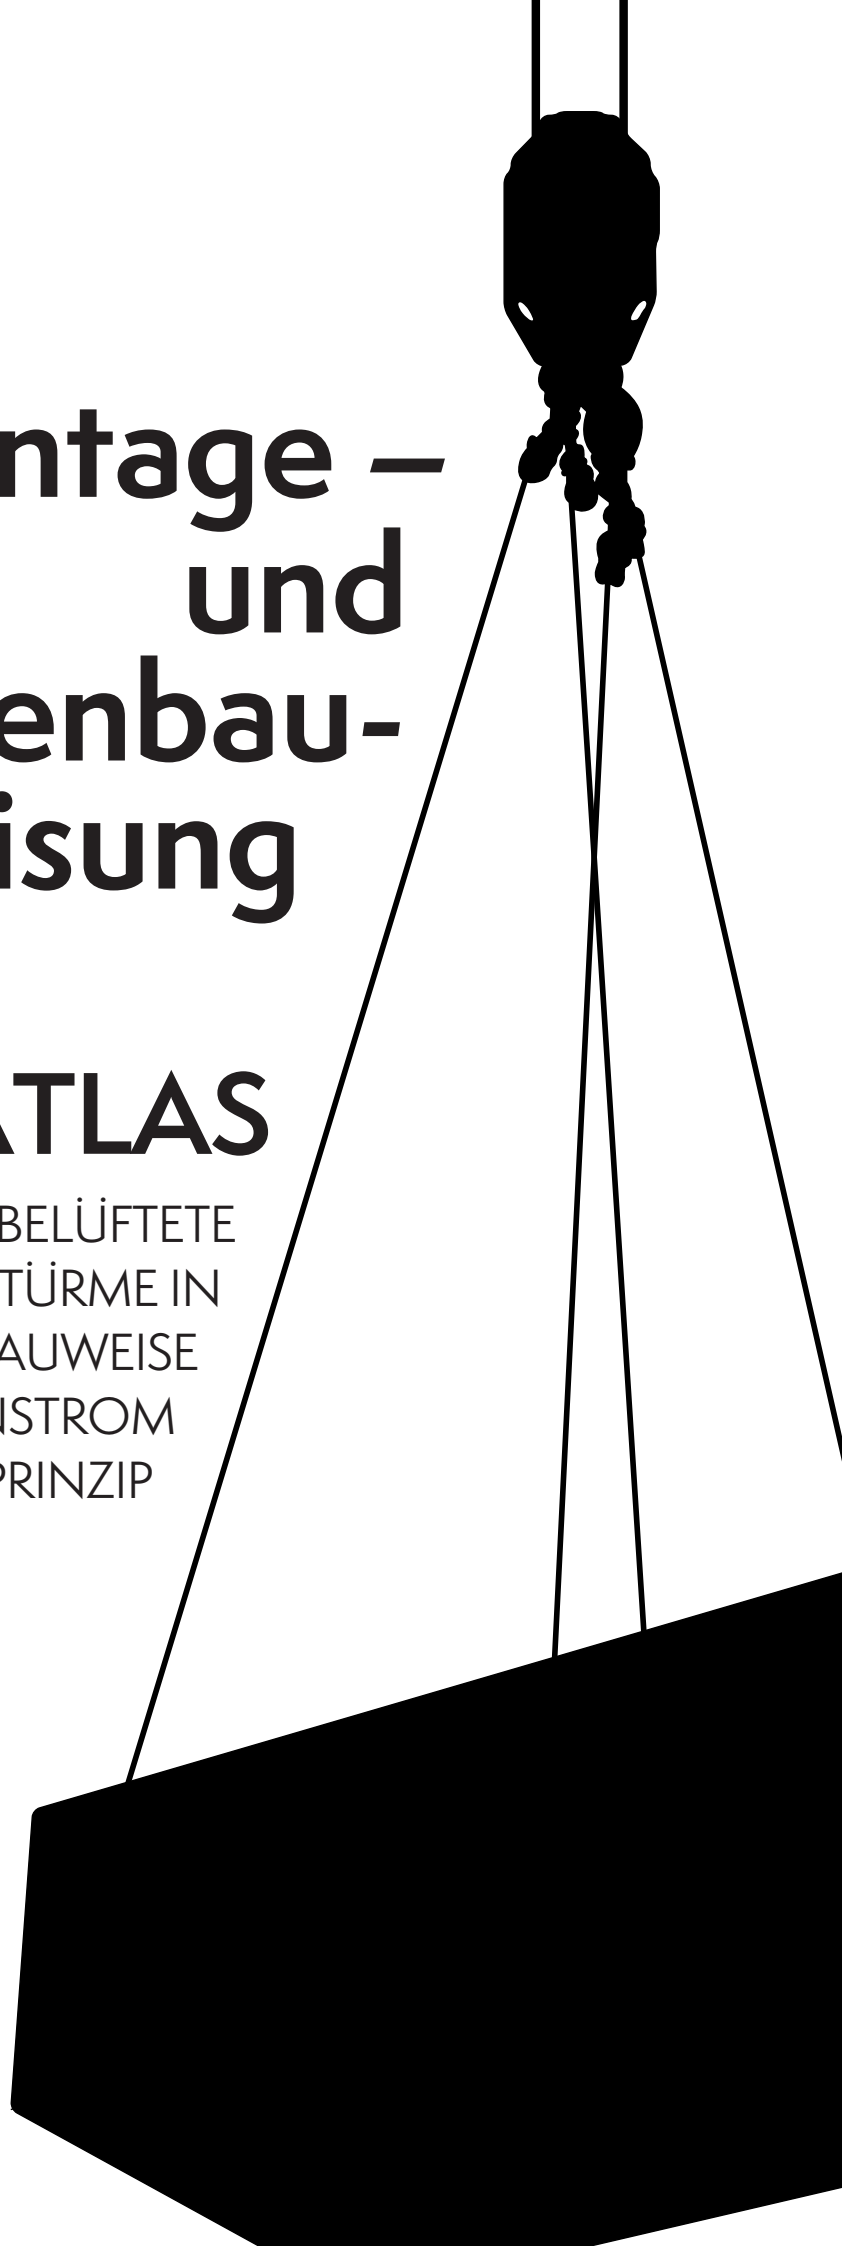 ntage –
und
enbau-
isung
ATLAS
BELÜFTETE
TÜRME IN
AUWEISE
NSTROM
PRINZIP